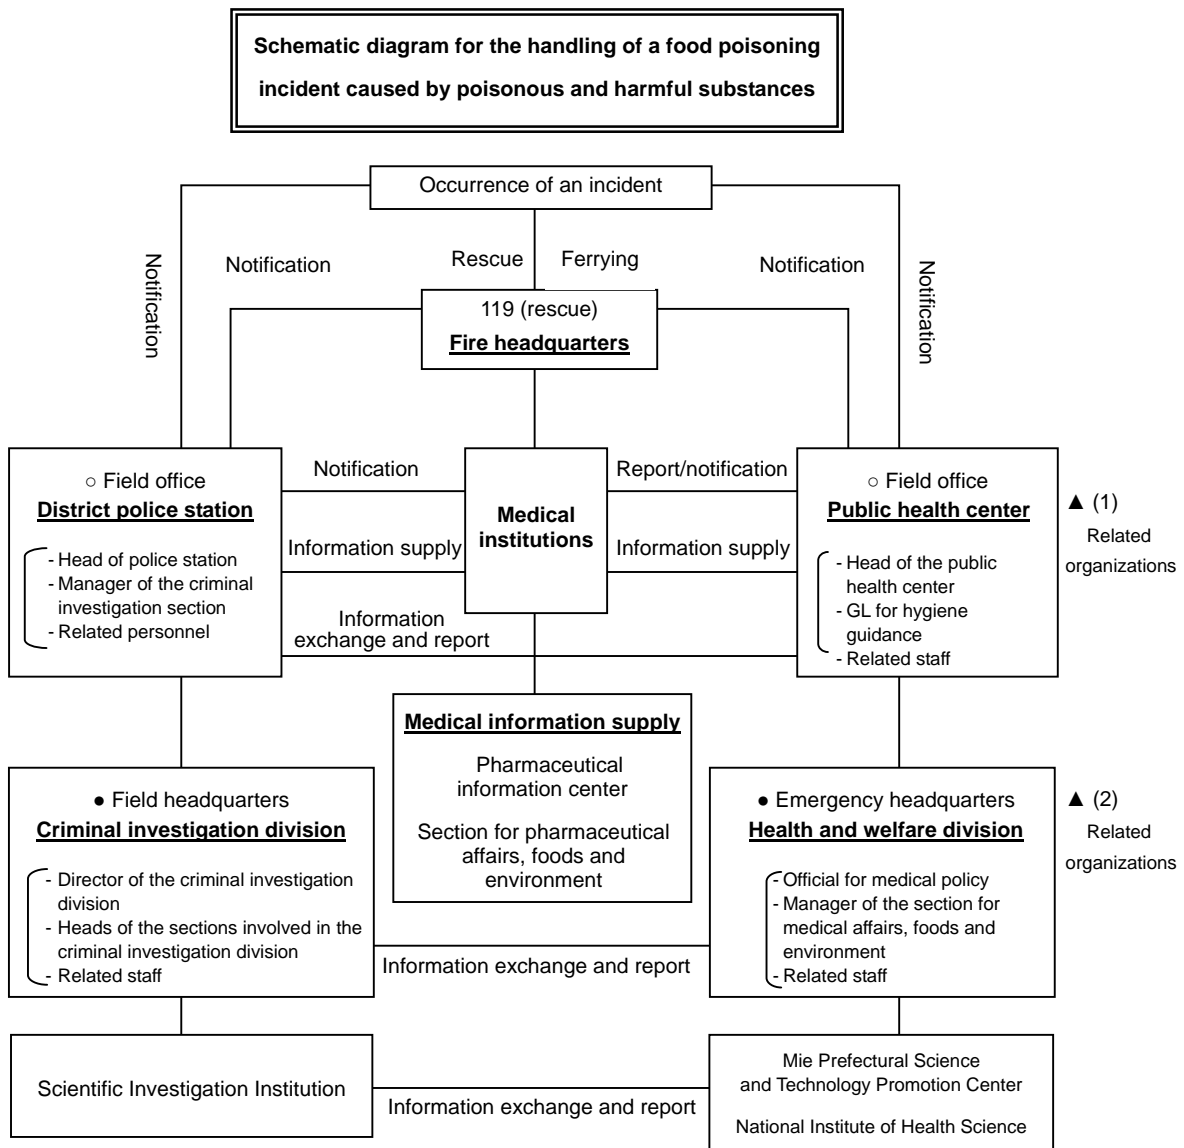 Schematic diagram for the handling of a food poisoning
incident caused by poisonous and harmful substances
Occurrence of an incident
Notification
Notification
Rescue
Ferrying
Notification
Notification
119 (rescue)
Fire headquarters
○ Field office
District police station
- Head of police station
- Manager of the criminal
investigation section
- Related personnel
Notification
Information supply
Information
exchange and report
Medical
institutions
Report/notification
Information supply
○ Field office
Public health center
- Head of the public
health center
- GL for hygiene
guidance
- Related staff
▲ (1)
Related
organizations
Medical information supply
Pharmaceutical
information center
Section for pharmaceutical
affairs, foods and
environment
● Field headquarters
Criminal investigation division
- Director of the criminal investigation
division
- Heads of the sections involved in the
criminal investigation division
- Related staff
Information exchange and report
● Emergency headquarters
Health and welfare division
- Official for medical policy
- Manager of the section for
medical affairs, foods and
environment
- Related staff
▲ (2)
Related
organizations
Scientific Investigation Institution
Information exchange and report
Mie Prefectural Science
and Technology Promotion Center
National Institute of Health Science